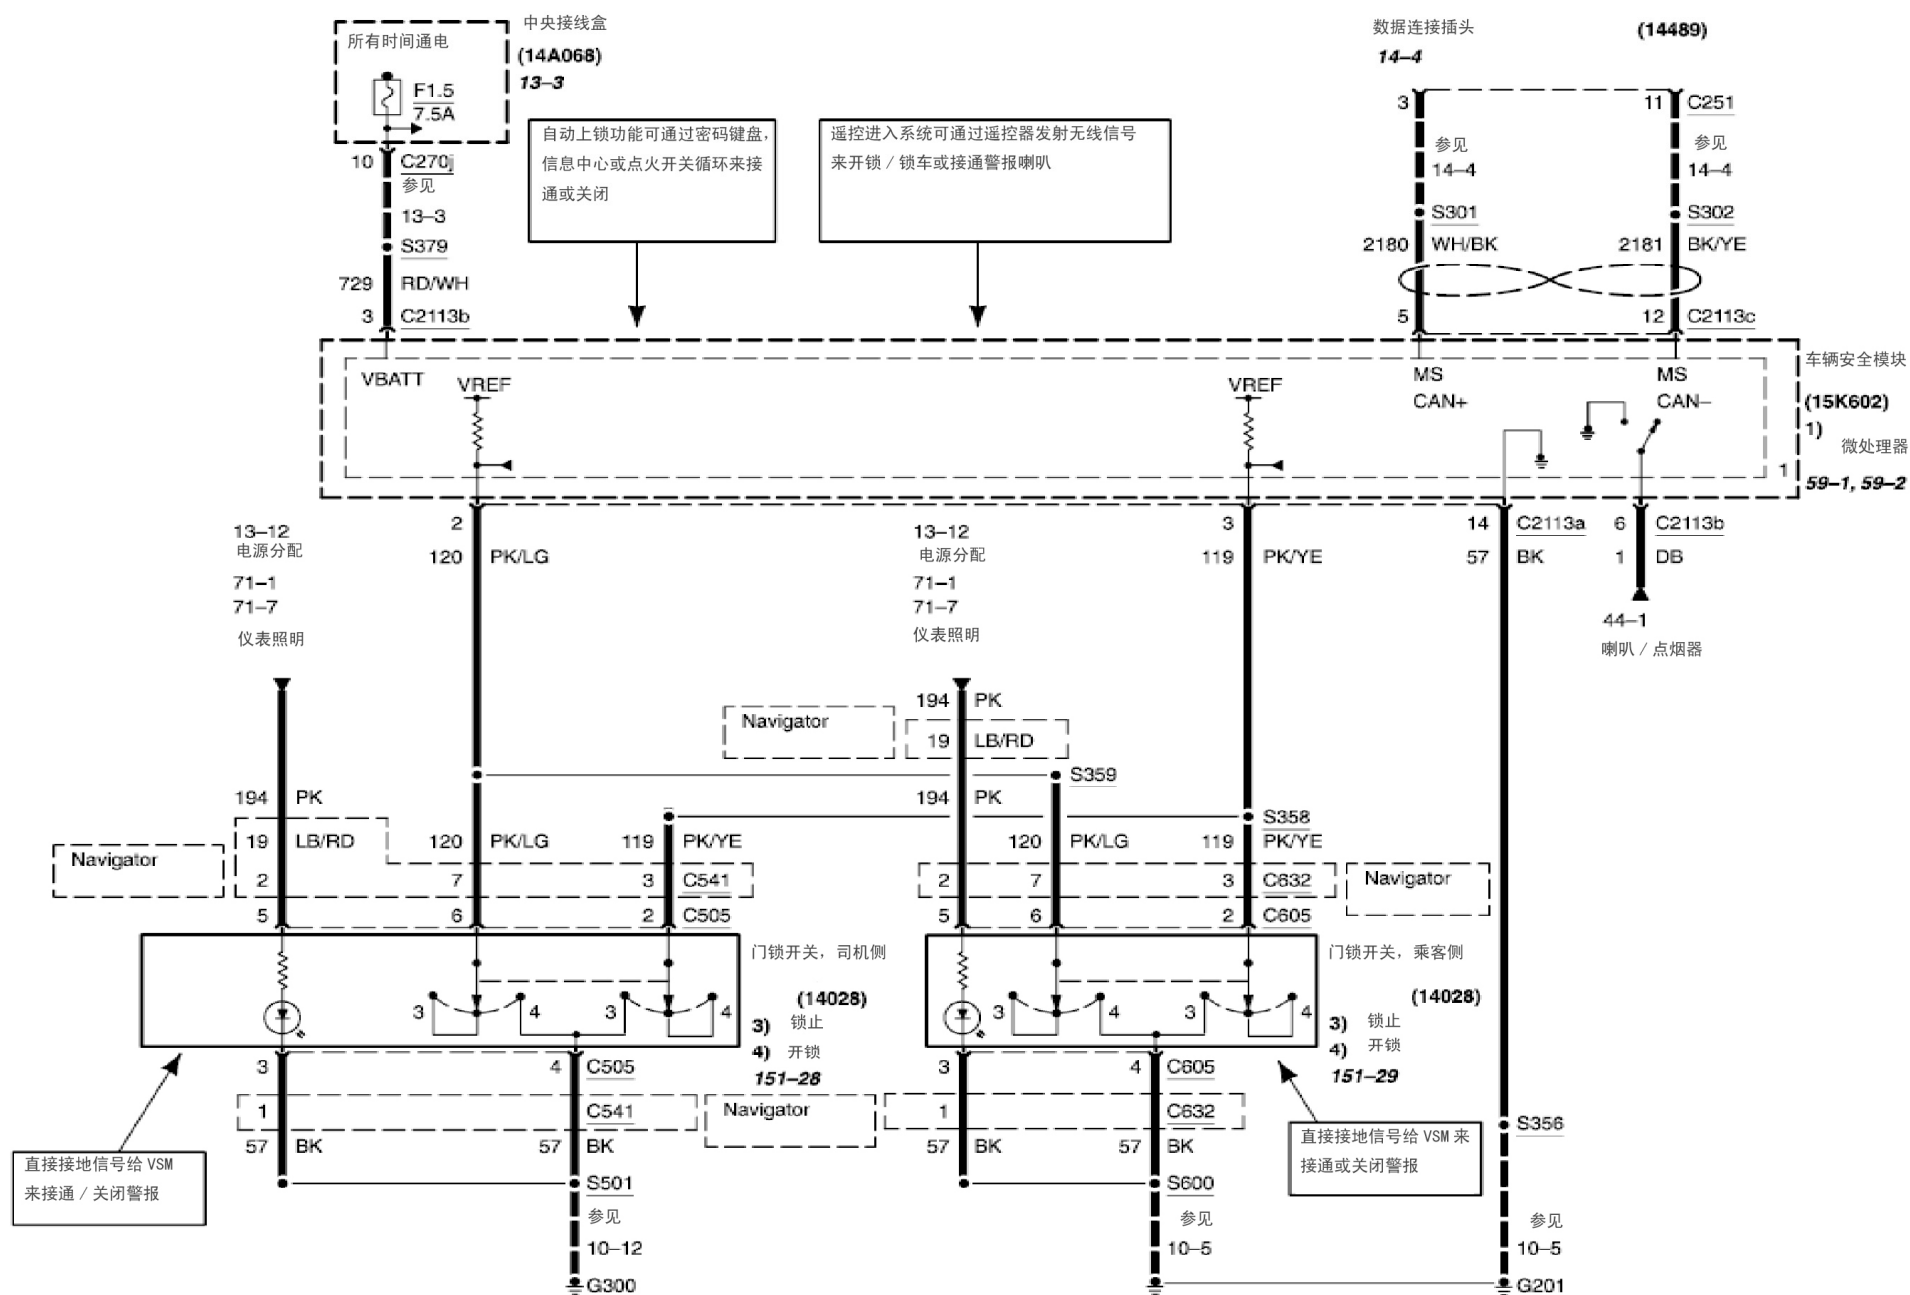 中央接线盒
所有时间通电
(14A068)
13–3
F1.5
7.5A
10 C270j
参见
13–3
S379
729 RD/WH
3 C2113b
自动上锁功能可通过密码键盘，
信息中心或点火开关循环来接
通或关闭
遥控进入系统可通过遥控器发射无线信号
来开锁/锁车或接通警报喇叭
数据连接插头 (14489)
14–4
3 11 C251
参见 参见
14–4 14–4
S301 S302
2180 WH/BK 2181 BK/YE
5 12 C2113c
车辆安全模块
(15K602)
1) 微处理器
59–1, 59–2
VBATT
VREF
VREF
MS
CAN+
MS
CAN–
1
2
120 PK/LG
3
119 PK/YE
14 C2113a
57 BK
6 C2113b
1 DB
44–1
喇叭/点烟器
13–12
电源分配
71–1
71–7
仪表照明
13–12
电源分配
71–1
71–7
仪表照明
194 PK
Navigator
19 LB/RD
S359
194 PK
194 PK
S358
Navigator
19 LB/RD 120 PK/LG 119 PK/YE
2 7 3 C541
5 6 2 C505
120 PK/LG 119 PK/YE
2 7 3 C632
Navigator
5 6 2 C605
门锁开关，司机侧
(14028)
3) 锁止
4) 开锁
151–28
3 4 3 4
门锁开关，乘客侧
(14028)
3) 锁止
4) 开锁
151–29
3 4 3 4
3 4 C505
1 C541
57 BK 57 BK
S501
参见
10–12
G300
Navigator
3 4 C605
1 C632
57 BK 57 BK
S600
参见
10–5
S356
参见
10–5
G201
直接接地信号给 VSM
来接通/关闭警报
直接接地信号给 VSM 来
接通或关闭警报